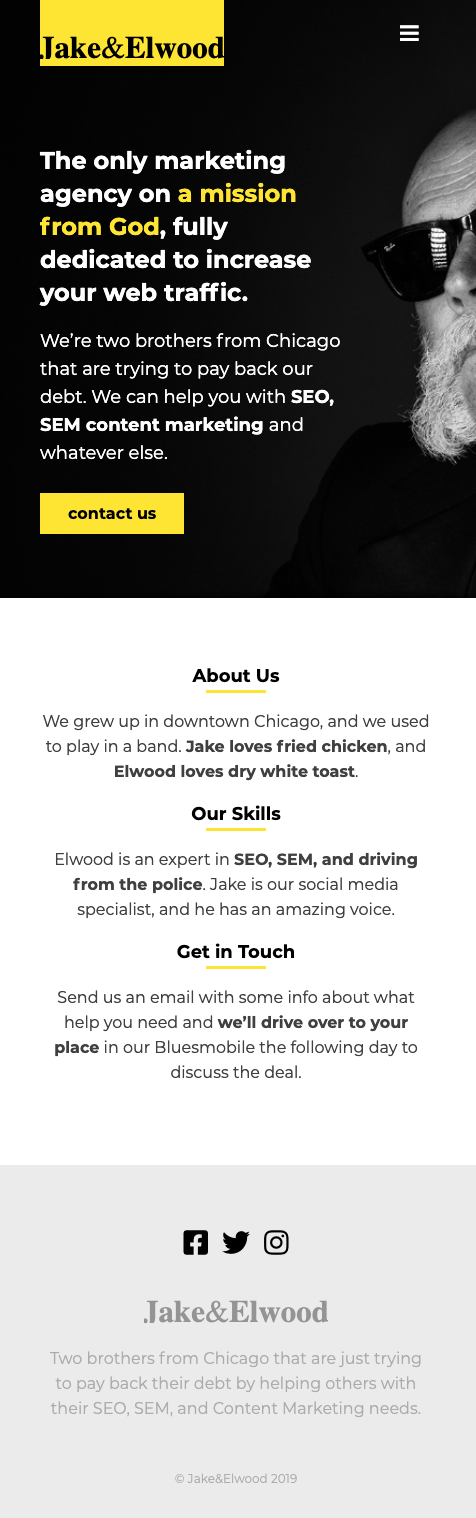 Jake&Elwood
The only marketing
agency on a mission
from God, fully
dedicated to increase
your web traffic.
We’re two brothers from Chicago
that are trying to pay back our
debt. We can help you with SEO,
SEM content marketing and
whatever else.
contact us
About Us
We grew up in downtown Chicago, and we used
to play in a band. Jake loves fried chicken, and
Elwood loves dry white toast.
Our Skills
Elwood is an expert in SEO, SEM, and driving
from the police. Jake is our social media
specialist, and he has an amazing voice.
Get in Touch
Send us an email with some info about what
help you need and we’ll drive over to your
place in our Bluesmobile the following day to
discuss the deal.
Jake&Elwood
Two brothers from Chicago that are just trying
to pay back their debt by helping others with
their SEO, SEM, and Content Marketing needs.
© Jake&Elwood 2019